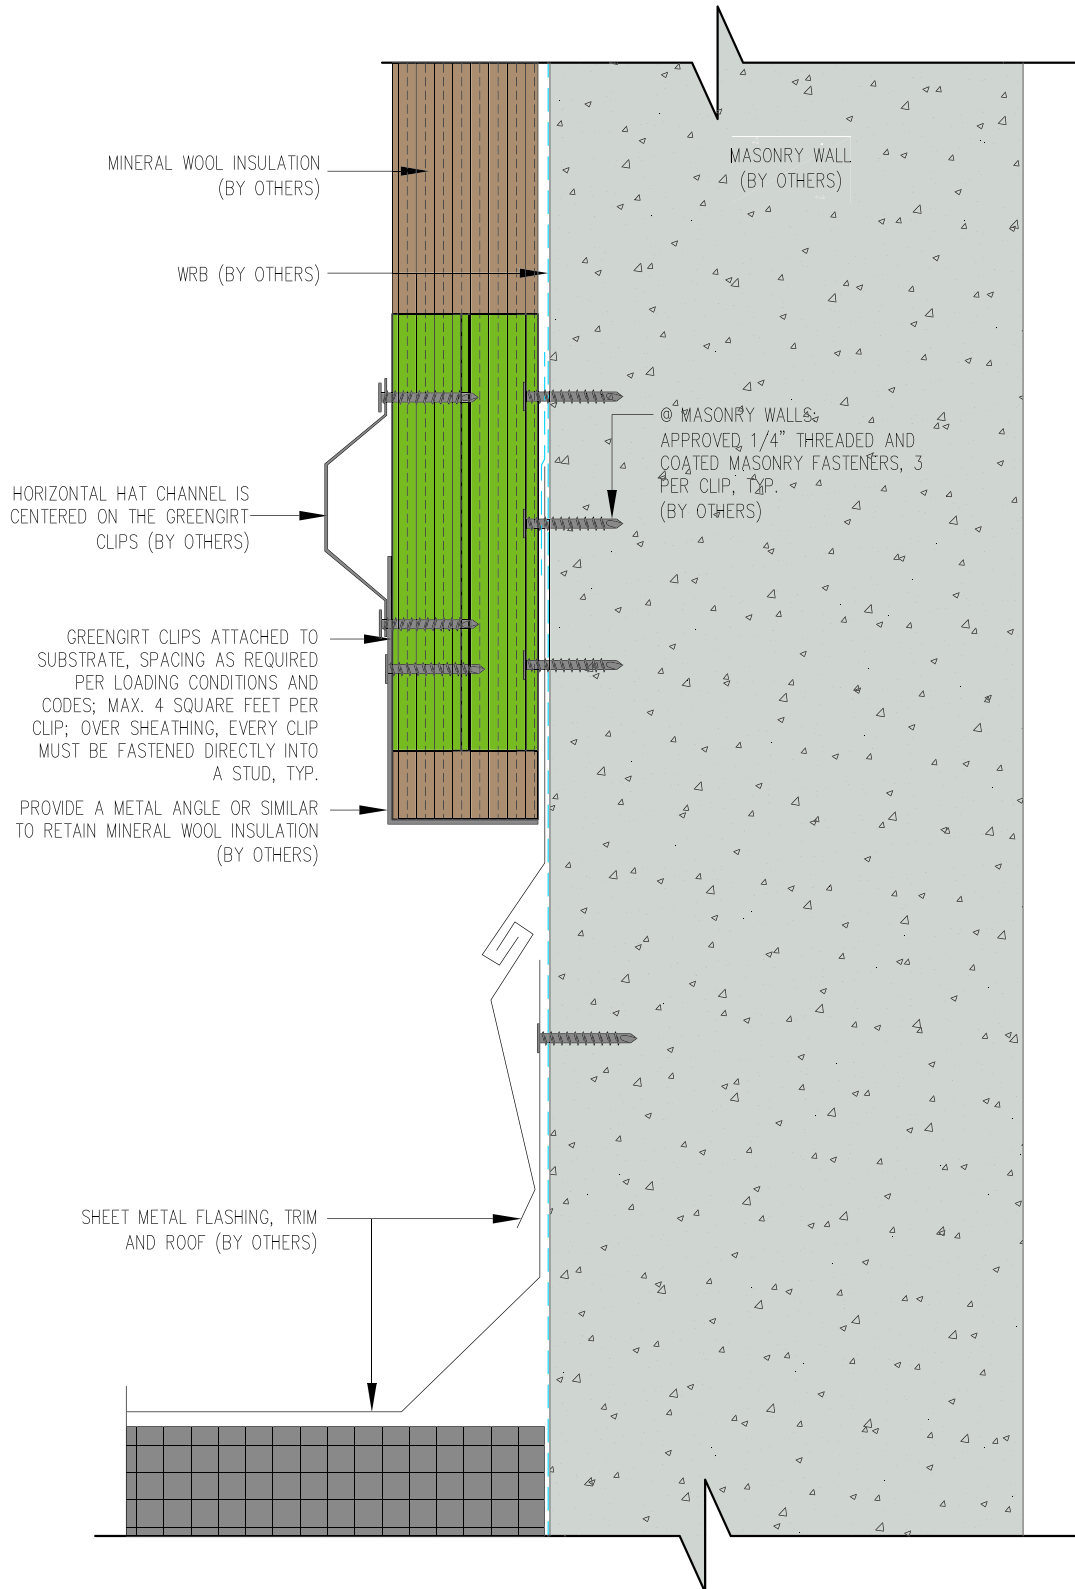 MASONRY WALL
(BY OTHERS)
MINERAL WOOL INSULATION
(BY OTHERS)
WRB (BY OTHERS)
@ MASONRY WALLS:
APPROVED 1/4" THREADED AND
COATED MASONRY FASTENERS, 3
PER CLIP, TYP.
(BY OTHERS)
HORIZONTAL HAT CHANNEL IS
CENTERED ON THE GREENGIRT
CLIPS (BY OTHERS)
GREENGIRT CLIPS ATTACHED TO
SUBSTRATE, SPACING AS REQUIRED
PER LOADING CONDITIONS AND
CODES; MAX. 4 SQUARE FEET PER
CLIP; OVER SHEATHING, EVERY CLIP
MUST BE FASTENED DIRECTLY INTO
A STUD, TYP.
PROVIDE A METAL ANGLE OR SIMILAR
TO RETAIN MINERAL WOOL INSULATION
(BY OTHERS)
SHEET METAL FLASHING, TRIM
AND ROOF (BY OTHERS)